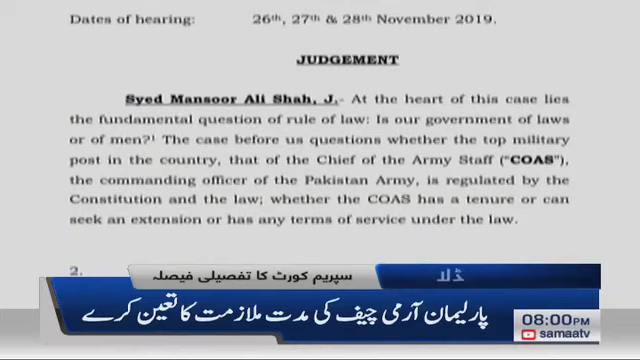 Dates of hearing: 26th, 27th & 28th November 2019.
JUDGEMENT
Syed Mansoor Ali Shah, J.- At the heart of this case lies
the fundamental question of rule of law: Is our government of laws
or of men?1 The case before us questions whether the top military
post in the country, that of the Chief of the Army Staff ("COAS"),
the commanding officer of the Pakistan Army, is regulated by the
Constitution and the law; whether the COAS has a tenure or can
seek an extension or has any terms of service under the law.
2.
سپریم کورٹ کا تفصیلی فیصلہ
پارلیمان آرمی چیف کی مدت ملازمت کا تعین کرے
08:00PM
samaatv